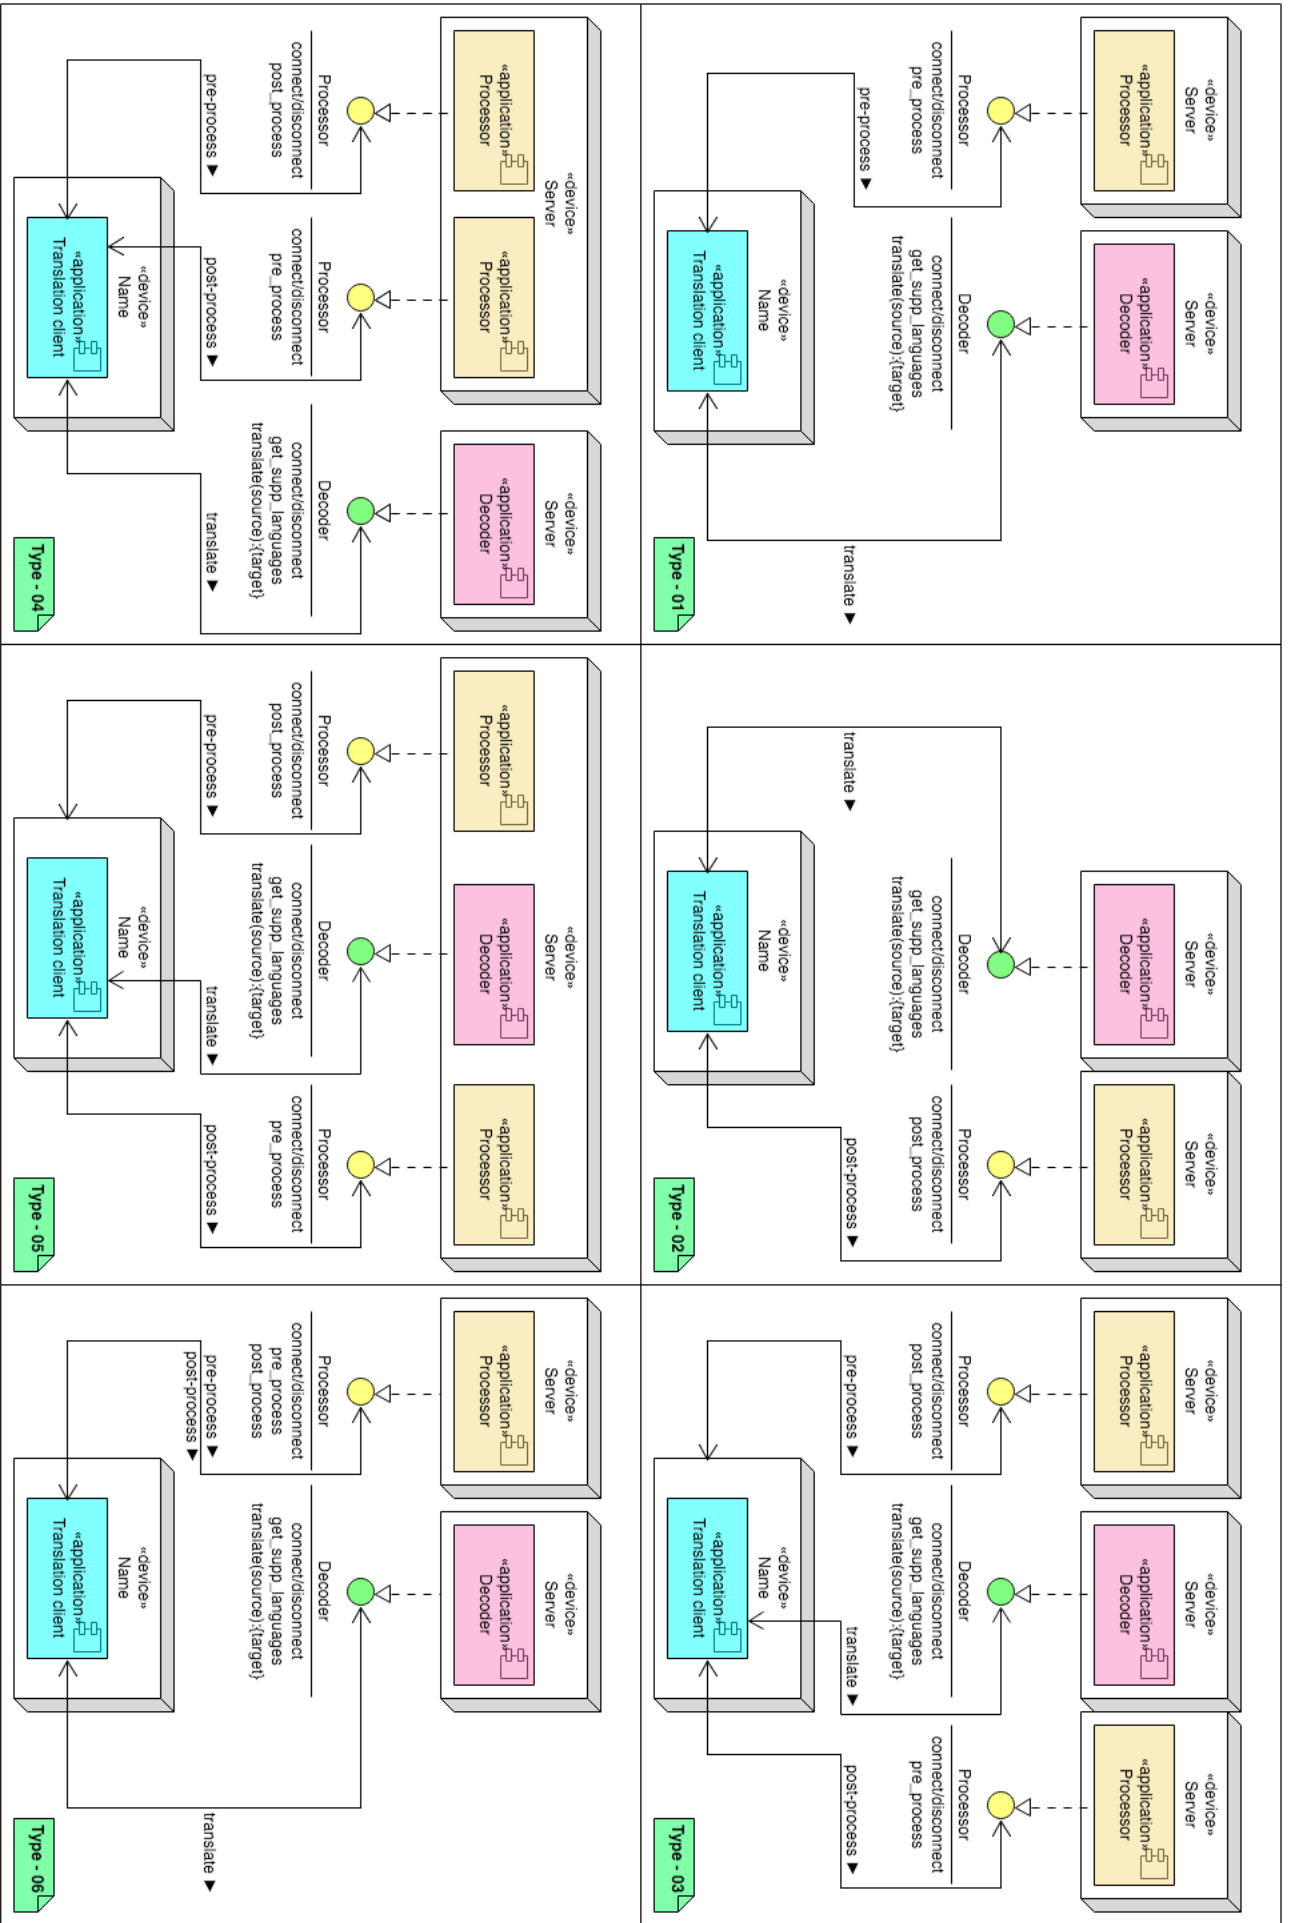 «device»
Server
«application»
Processor
«device»
Server
«application»
Decoder
Processor
connect/disconnect
pre_process
Decoder
connect/disconnect
get_supp_languages
translate(source):{target}
pre-process ▶
translate ▶
«device»
Name
«application»
Translation client
Type - 01
«device»
Server
«application»
Decoder
«device»
Server
«application»
Processor
Decoder
connect/disconnect
get_supp_languages
translate(source):{target}
Processor
connect/disconnect
post_process
translate ▶
post-process ▶
«device»
Name
«application»
Translation client
Type - 02
«device»
Server
«application»
Processor
«device»
Server
«application»
Decoder
«device»
Server
«application»
Processor
Processor
connect/disconnect
post_process
Decoder
connect/disconnect
get_supp_languages
translate(source):{target}
Processor
connect/disconnect
pre_process
pre-process ▶
translate ▶
post-process ▶
«device»
Name
«application»
Translation client
Type - 03
«device»
Server
«application»
Processor
«application»
Processor
«device»
Server
«application»
Decoder
Processor
connect/disconnect
post_process
Processor
connect/disconnect
pre_process
Decoder
connect/disconnect
get_supp_languages
translate(source):{target}
pre-process ▶
post-process ▶
translate ▶
«device»
Name
«application»
Translation client
Type - 04
«device»
Server
«application»
Processor
«application»
Decoder
«application»
Processor
Processor
connect/disconnect
post_process
Decoder
connect/disconnect
get_supp_languages
translate(source):{target}
Processor
connect/disconnect
pre_process
pre-process ▶
translate ▶
post-process ▶
«device»
Name
«application»
Translation client
Type - 05
«device»
Server
«application»
Processor
«device»
Server
«application»
Decoder
Processor
connect/disconnect
pre_process
post_process
Decoder
connect/disconnect
get_supp_languages
translate(source):{target}
pre-process ▶
post-process ▶
translate ▶
«device»
Name
«application»
Translation client
Type - 06